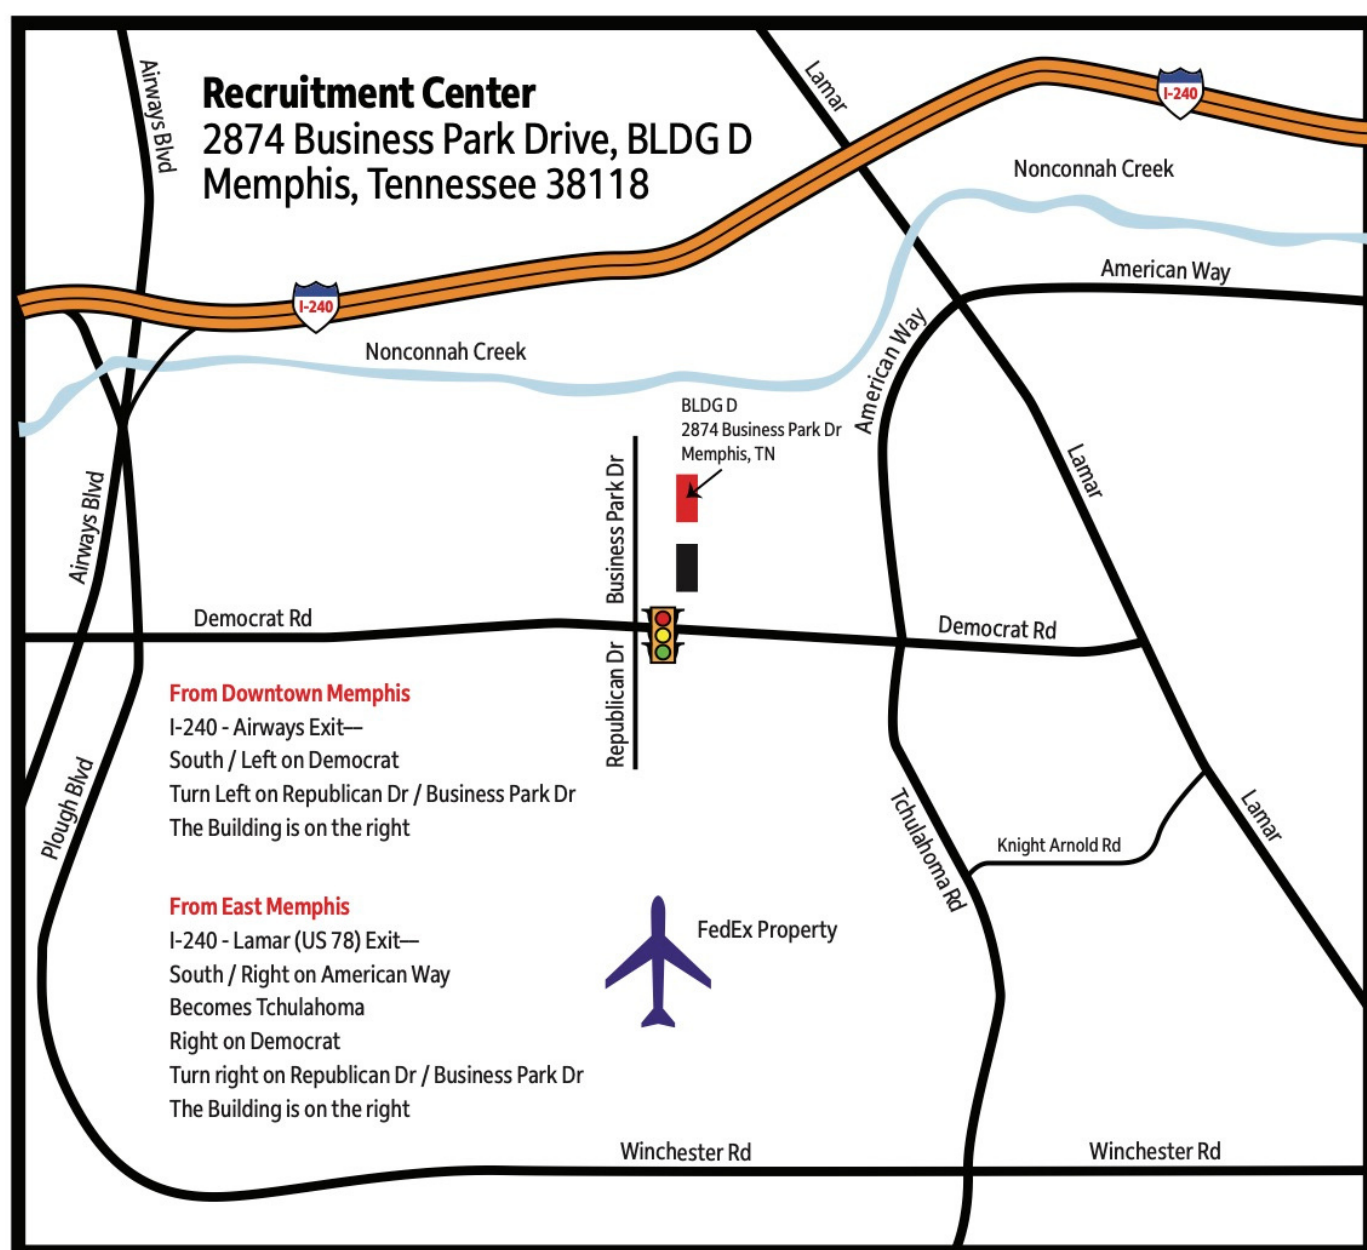 Recruitment Center
2874 Business Park Drive, BLDG D
Memphis, Tennessee 38118
Airways Blvd
Lamar
I-240
Nonconnah Creek
American Way
I-240
Nonconnah Creek
American Way
BLDG D
2874 Business Park Dr
Memphis, TN
Lamar
Airways Blvd
Business Park Dr
Democrat Rd
Democrat Rd
Republican Dr
From Downtown Memphis
I-240 - Airways Exit—
South / Left on Democrat
Turn Left on Republican Dr / Business Park Dr
The Building is on the right
Plough Blvd
Tchulahoma Rd
Knight Arnold Rd
Lamar
From East Memphis
I-240 - Lamar (US 78) Exit—
South / Right on American Way
Becomes Tchulahoma
Right on Democrat
Turn right on Republican Dr / Business Park Dr
The Building is on the right
FedEx Property
Winchester Rd
Winchester Rd